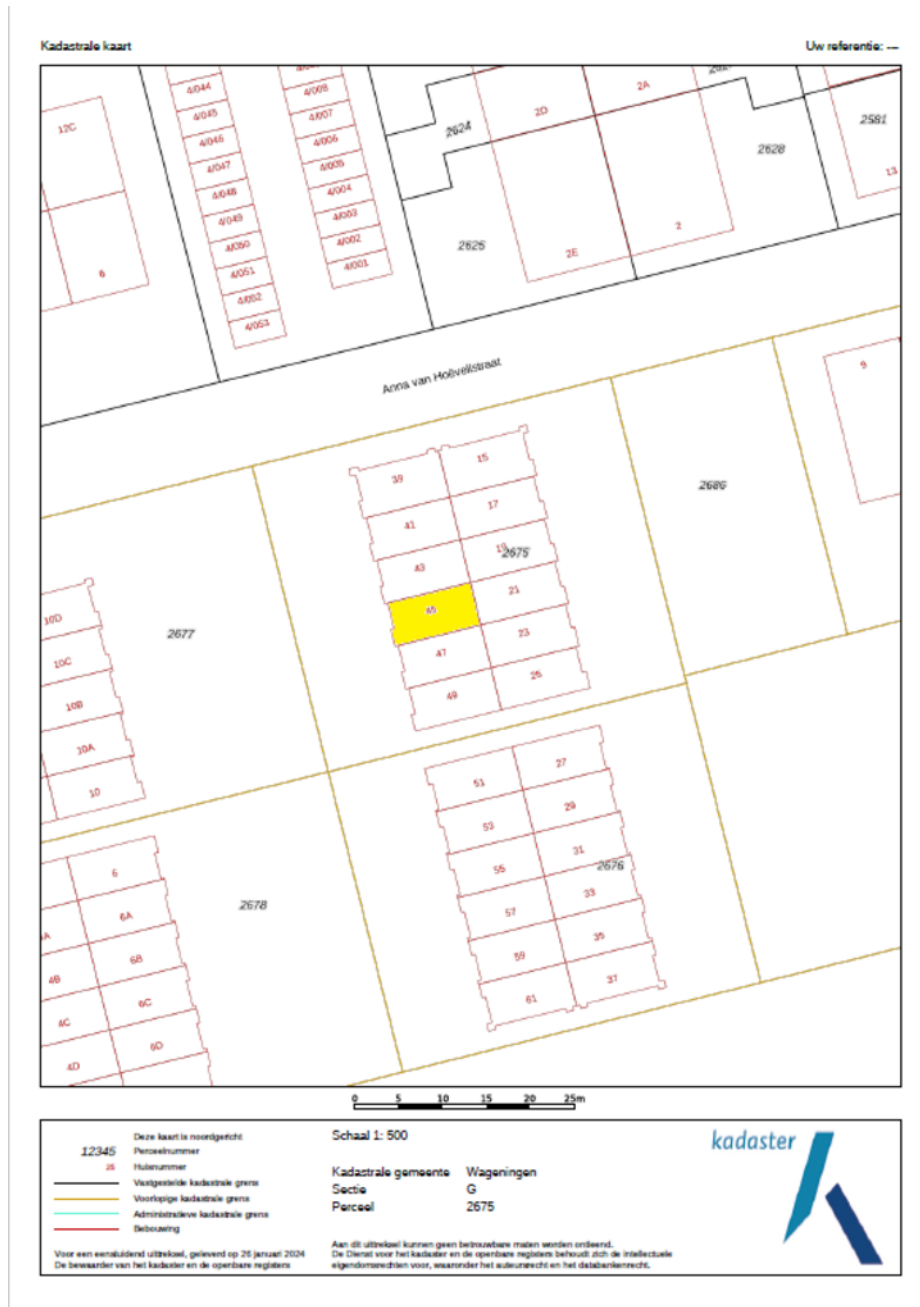 Kadastrale kaart
Uw referentie: ---
4/044
4/045
4/046
4/047
4/048
4/049
4/050
4/051
4/052
4/053
4/008
4/007
4/006
4/005
4/004
4/003
4/002
4/001
12C
6
2624
2D
2A
2581
2628
13
2625
2E
2
Anna van Hoëvellstraat
9
39
15
41
17
43
19
2675
45
21
47
23
49
25
2686
2677
10D
10C
10B
10A
10
51
27
53
29
55
31
2676
57
33
59
35
61
37
2678
6
6A
6B
6C
6D
4B
4C
4D
0 5 10 15 20 25m
Deze kaart is noordgericht
12345 Perceelnummer
25 Huisnummer
Vastgestelde kadastrale grens
Voorlopige kadastrale grens
Administratieve kadastrale grens
Bebouwing
Voor een eensluidend uittreksel, geleverd op 26 januari 2024
De bewaarder van het kadaster en de openbare registers
Schaal 1: 500
Kadastrale gemeente Wageningen
Sectie G
Perceel 2675
Aan dit uittreksel kunnen geen betrouwbare maten worden ontleend.
De Dienst voor het kadaster en de openbare registers behoudt zich de intellectuele
eigendomsrechten voor, waaronder het auteursrecht en het databankenrecht.
kadaster